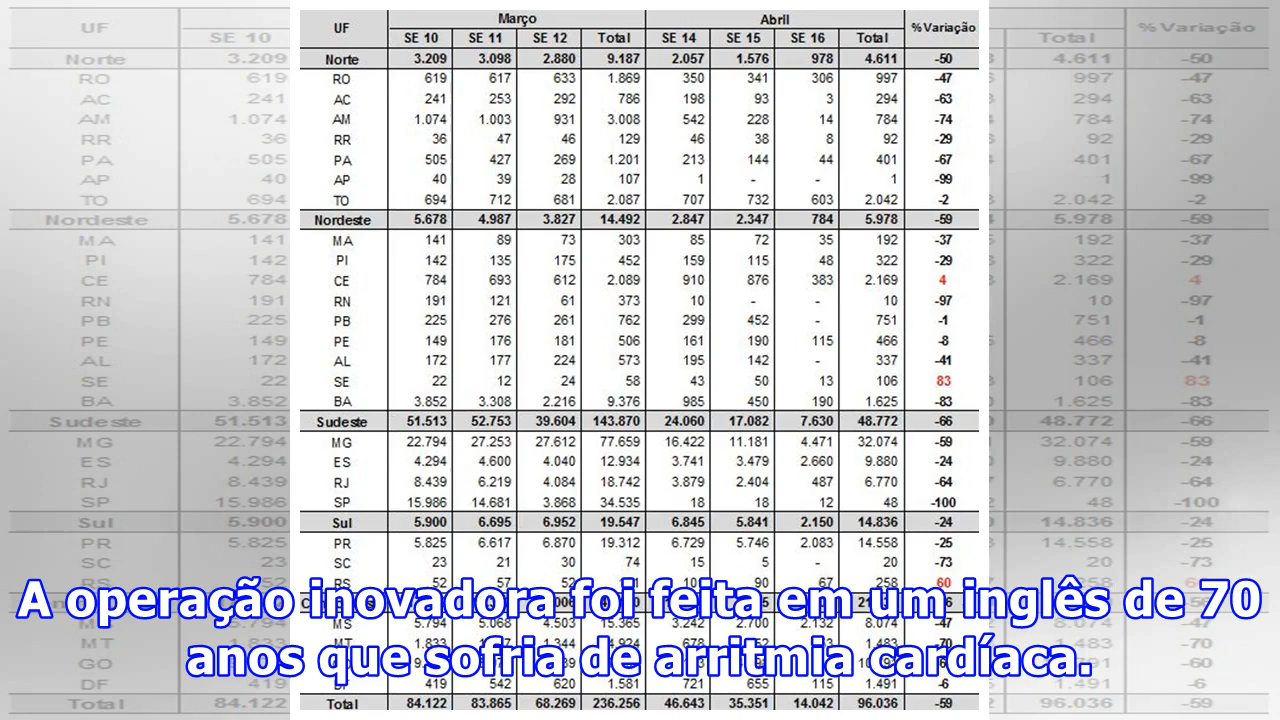 UF Março Abril % Variação
SE 10 SE 11 SE 12 Total SE 14 SE 15 SE 16 Total
Norte 3.209 3.098 2.880 9.187 2.057 1.576 978 4.611 -50
RO 619 617 633 1.869 350 341 306 997 -47
AC 241 253 292 786 198 93 3 294 -63
AM 1.074 1.003 931 3.008 542 228 14 784 -74
RR 36 47 46 129 46 38 8 92 -29
PA 505 427 269 1.201 213 144 44 401 -67
AP 40 39 28 107 1 - - 1 -99
TO 694 712 681 2.087 707 732 603 2.042 -2
Nordeste 5.678 4.987 3.827 14.492 2.847 2.347 784 5.978 -59
MA 141 89 73 303 85 72 35 192 -37
PI 142 135 175 452 159 115 48 322 -29
CE 784 693 612 2.089 910 876 383 2.169 4
RN 191 121 61 373 10 - - 10 -97
PB 225 276 261 762 299 452 - 751 -1
PE 149 176 181 506 161 190 115 466 -8
AL 172 177 224 573 195 142 - 337 -41
SE 22 12 24 58 43 50 13 106 83
BA 3.852 3.308 2.216 9.376 985 450 190 1.625 -83
Sudeste 51.513 52.753 39.604 143.870 24.060 17.082 7.630 48.772 -66
MG 22.794 27.253 27.612 77.659 16.422 11.181 4.471 32.074 -59
ES 4.294 4.600 4.040 12.934 3.741 3.479 2.660 9.880 -24
RJ 8.439 6.219 4.084 18.742 3.879 2.404 487 6.770 -64
SP 15.986 14.681 3.868 34.535 18 18 12 48 -100
Sul 5.900 6.695 6.952 19.547 6.845 5.841 2.150 14.836 -24
PR 5.825 6.617 6.870 19.312 6.729 5.746 2.083 14.558 -25
SC 23 21 30 74 15 5 - 20 -73
RS 52 57 52 90 67 258 60
A operação inovadora foi feita em um inglês de 70
MS 5.794 5.068 4.503 15.365 3.242 2.700 2.132 8.074 -47
anos que sofria de arritmia cardíaca.
DF 419 542 620 1.581 721 655 115 1.491 -6
Total 84.122 83.865 68.269 236.256 46.643 35.351 14.042 96.036 -59